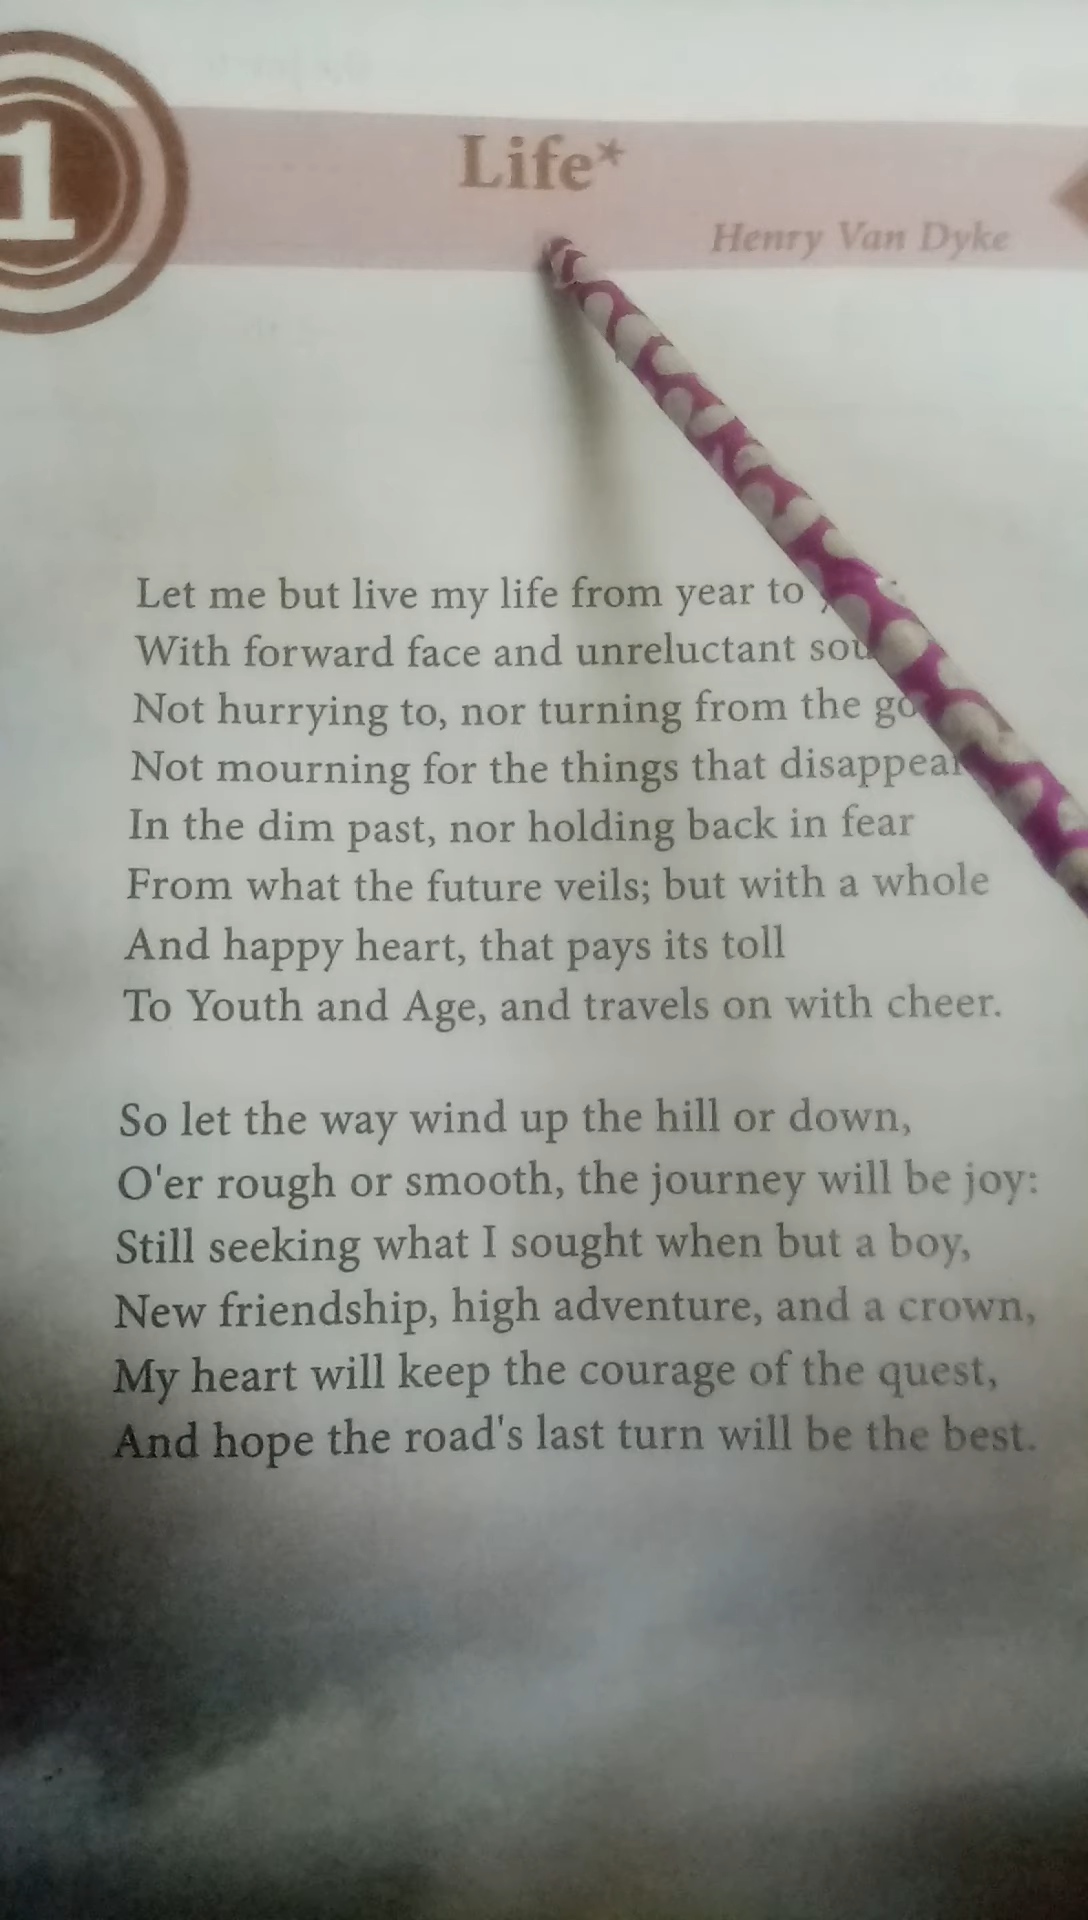 1
Life*
Henry Van Dyke
Let me but live my life from year to
With forward face and unreluctant
Not hurrying to, nor turning from the
Not mourning for the things that disappear
In the dim past, nor holding back in fear
From what the future veils; but with a whole
And happy heart, that pays its toll
To Youth and Age, and travels on with cheer.
So let the way wind up the hill or down,
O'er rough or smooth, the journey will be joy:
Still seeking what I sought when but a boy,
New friendship, high adventure, and a crown,
My heart will keep the courage of the quest,
And hope the road's last turn will be the best.